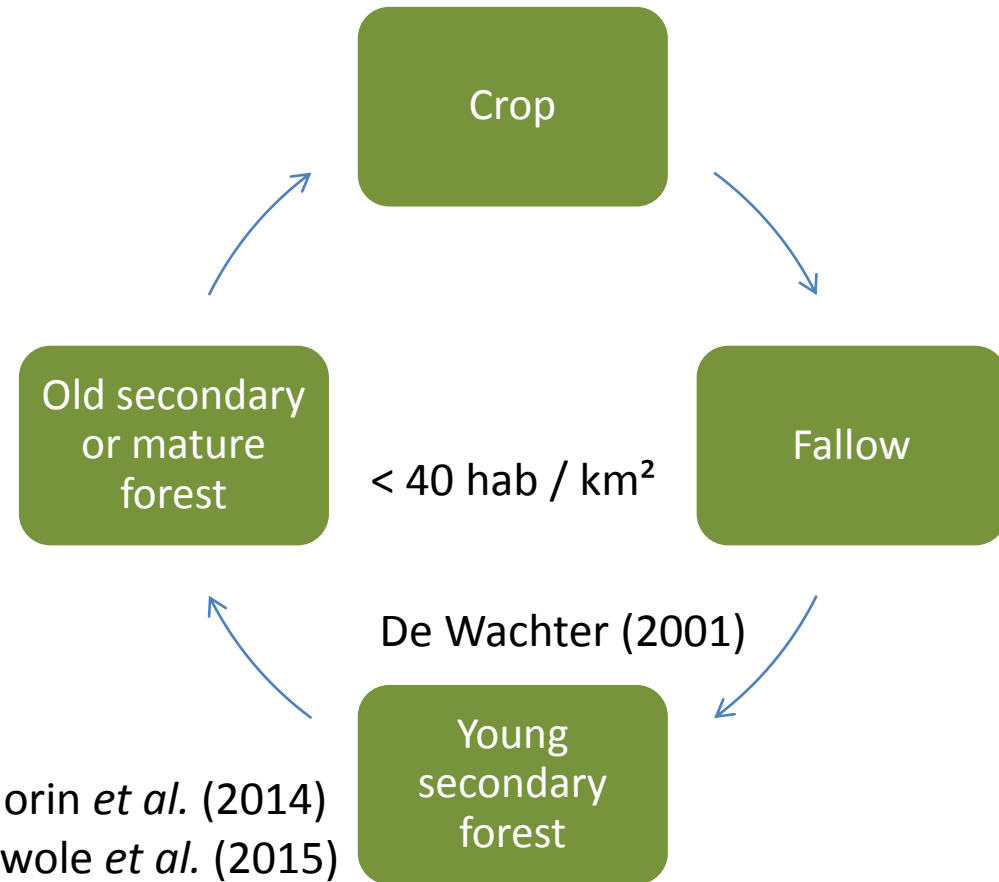 Crop
Old secondary
or mature
forest
< 40 hab / km²
Fallow
De Wachter (2001)
Young
secondary
forest
orin et al. (2014)
wole et al. (2015)